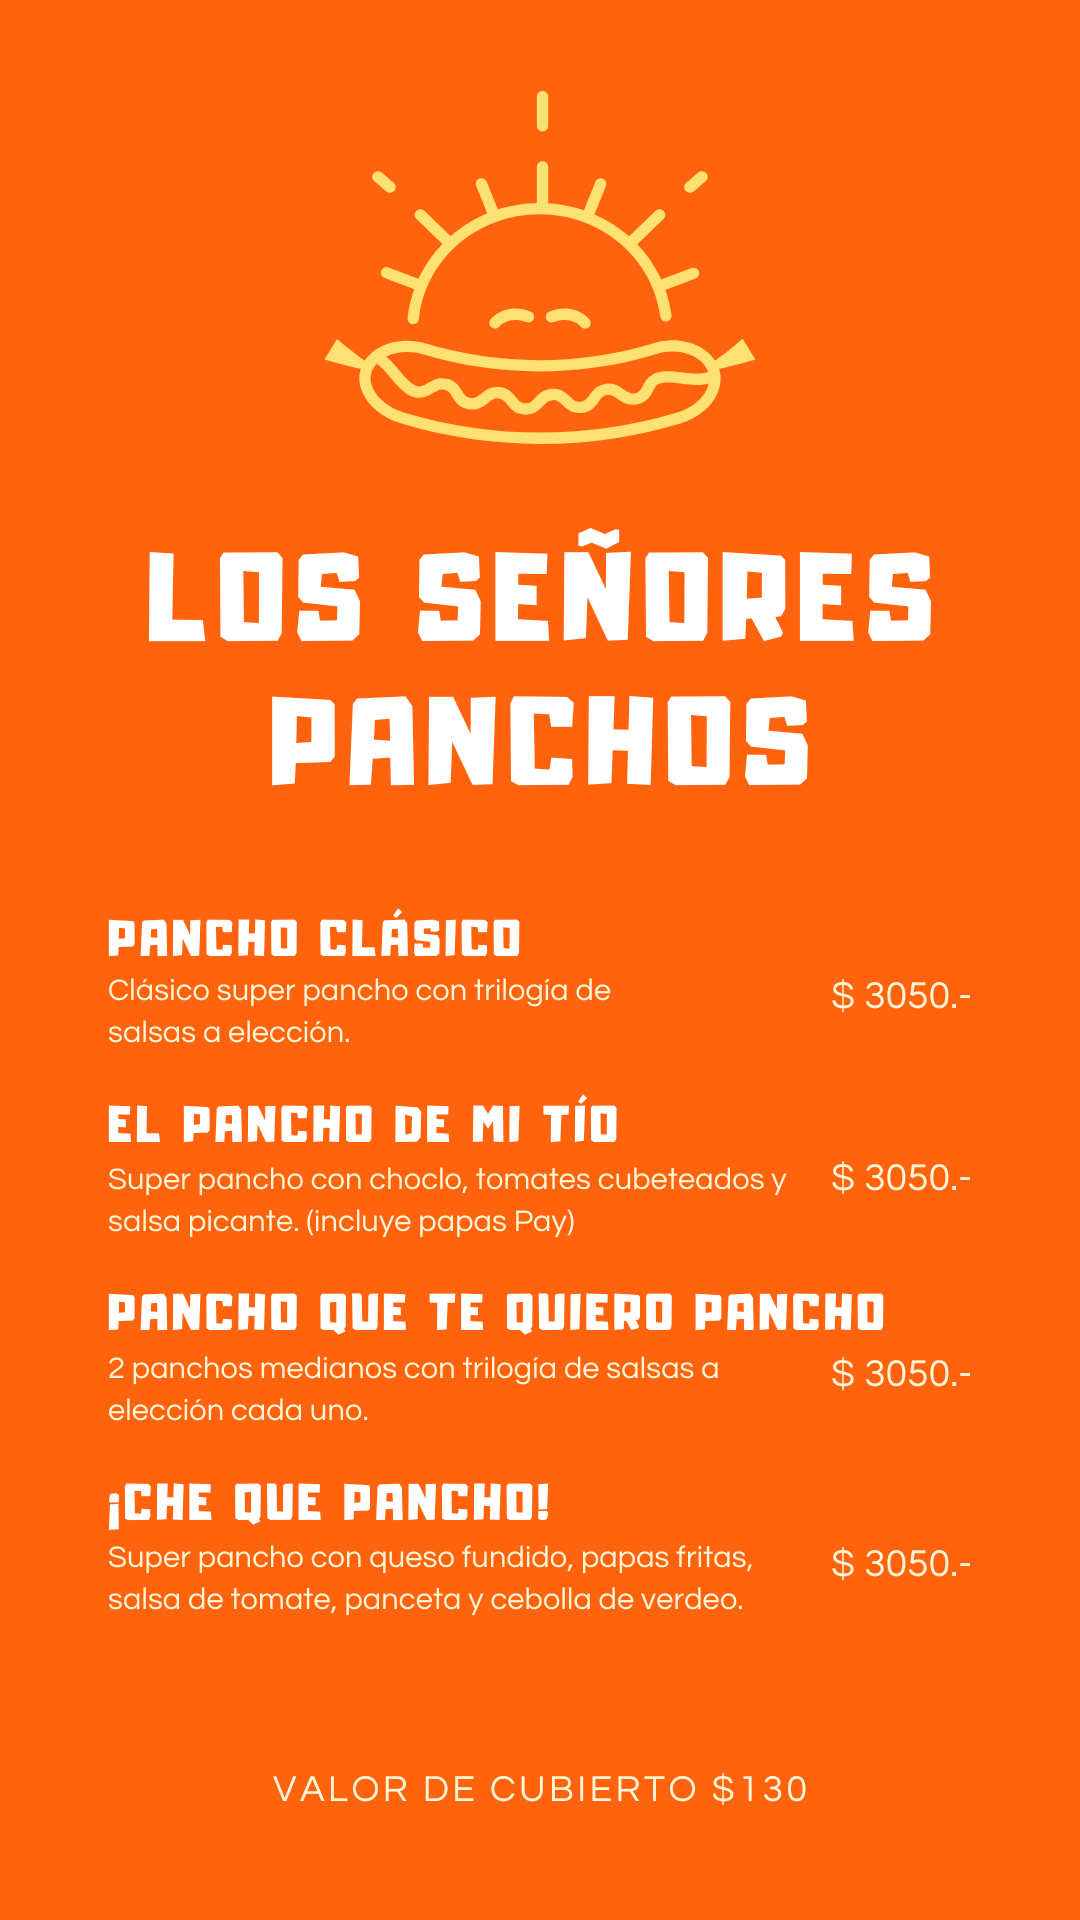 LOS SEÑORES
PANCHOS
PANCHO CLÁSICO
Clásico super pancho con trilogía de
salsas a elección.
$ 3050.-
EL PANCHO DE MI TÍO
Super pancho con choclo, tomates cubeteados y
salsa picante. (incluye papas Pay)
$ 3050.-
PANCHO QUE TE QUIERO PANCHO
2 panchos medianos con trilogía de salsas a
elección cada uno.
$ 3050.-
¡CHE QUE PANCHO!
Super pancho con queso fundido, papas fritas,
salsa de tomate, panceta y cebolla de verdeo.
$ 3050.-
VALOR DE CUBIERTO $130